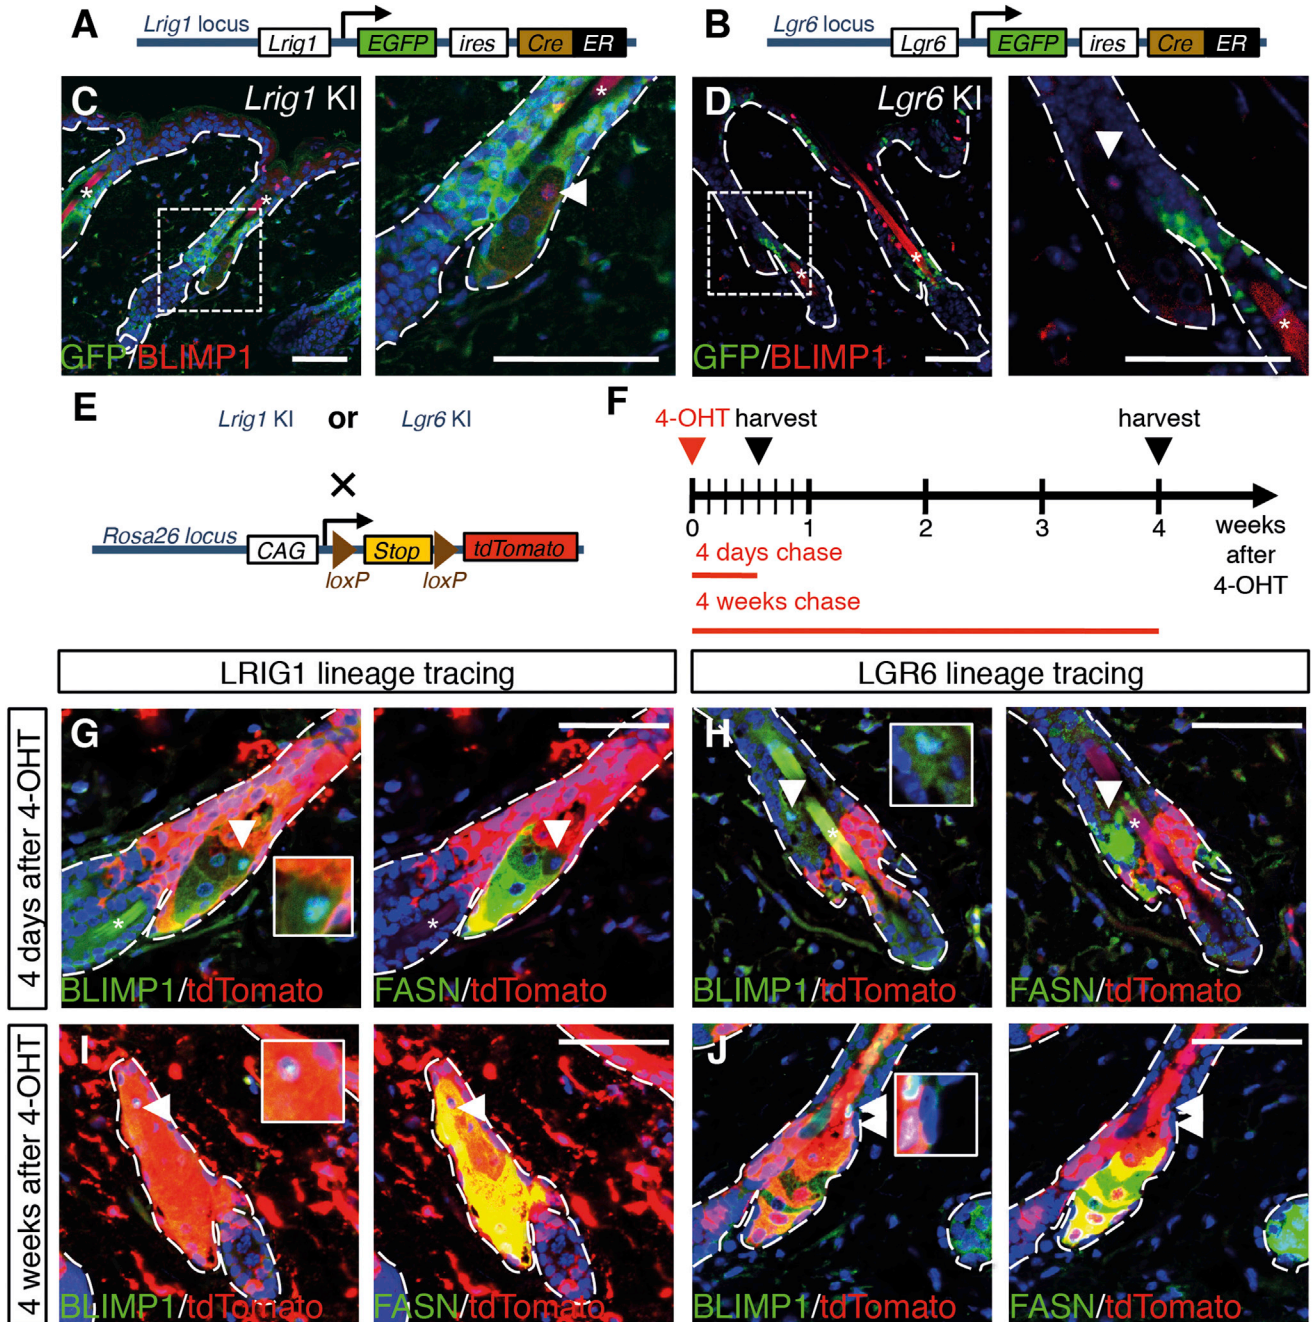 A
Lrig1 locus
Lrig1
EGFP
ires
Cre
ER
B
Lgr6 locus
Lgr6
EGFP
ires
Cre
ER
C
Lrig1 KI
*
*
*
GFP/BLIMP1
D
Lgr6 KI
*
*
*
GFP/BLIMP1
E
Lrig1 KI or Lgr6 KI
×
Rosa26 locus
CAG
Stop
tdTomato
loxP
loxP
F
4-OHT harvest harvest
0 1 2 3 4 weeks
after
4-OHT
4 days chase
4 weeks chase
LRIG1 lineage tracing
LGR6 lineage tracing
4 days after 4-OHT
G
*
*
BLIMP1/tdTomato
FASN/tdTomato
H
*
*
BLIMP1/tdTomato
FASN/tdTomato
4 weeks after 4-OHT
I
BLIMP1/tdTomato
FASN/tdTomato
J
BLIMP1/tdTomato
FASN/tdTomato